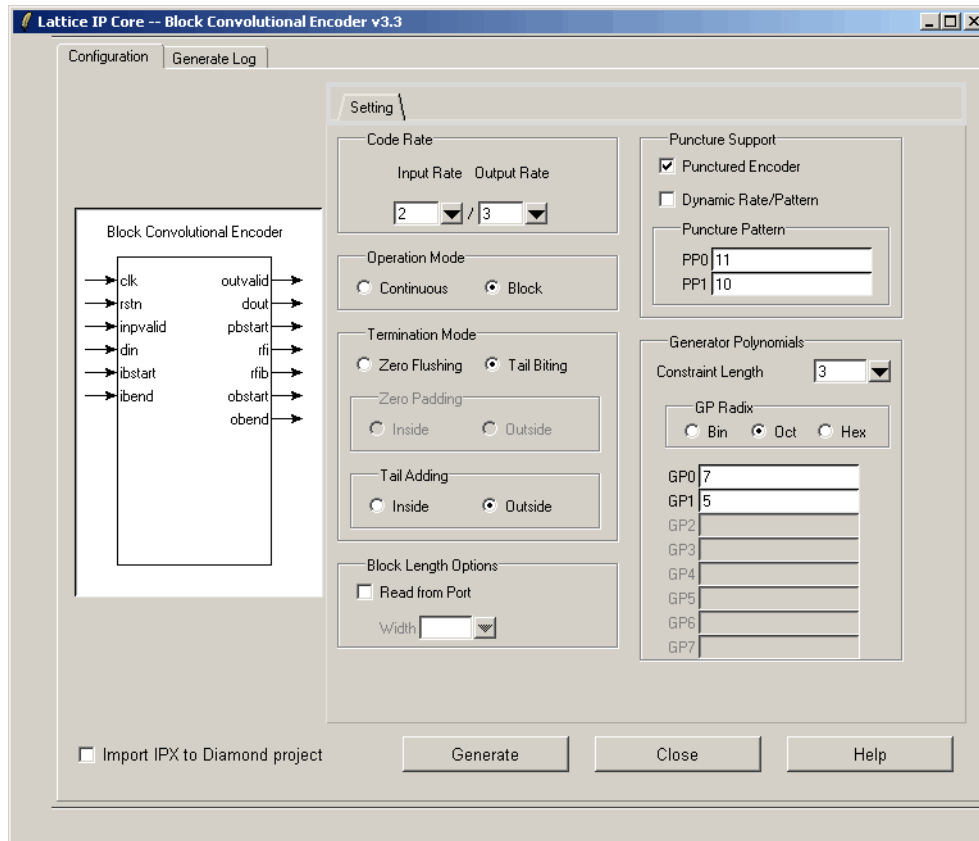 Lattice IP Core -- Block Convolutional Encoder v3.3
Configuration
Generate Log
Block Convolutional Encoder
clk outvalid
rstn dout
inpvalid pbstart
din rfi
ibstart rfib
ibend obstart
obend
Setting
Code Rate
Input Rate Output Rate
2 / 3
Operation Mode
Continuous Block
Termination Mode
Zero Flushing Tail Biting
Zero Padding
Inside Outside
Tail Adding
Inside Outside
Block Length Options
Read from Port
Width
Puncture Support
Punctured Encoder
Dynamic Rate/Pattern
Puncture Pattern
PP0 11
PP1 10
Generator Polynomials
Constraint Length 3
GP Radix
Bin Oct Hex
GP0 7
GP1 5
GP2
GP3
GP4
GP5
GP6
GP7
Import IPX to Diamond project
Generate
Close
Help